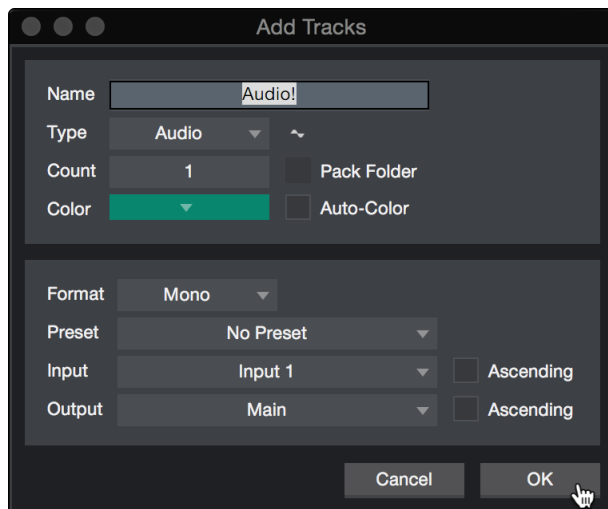 Add Tracks
Name Audio!
Type Audio
Count 1 Pack Folder
Color Auto-Color
Format Mono
Preset No Preset
Input Input 1 Ascending
Output Main Ascending
Cancel OK